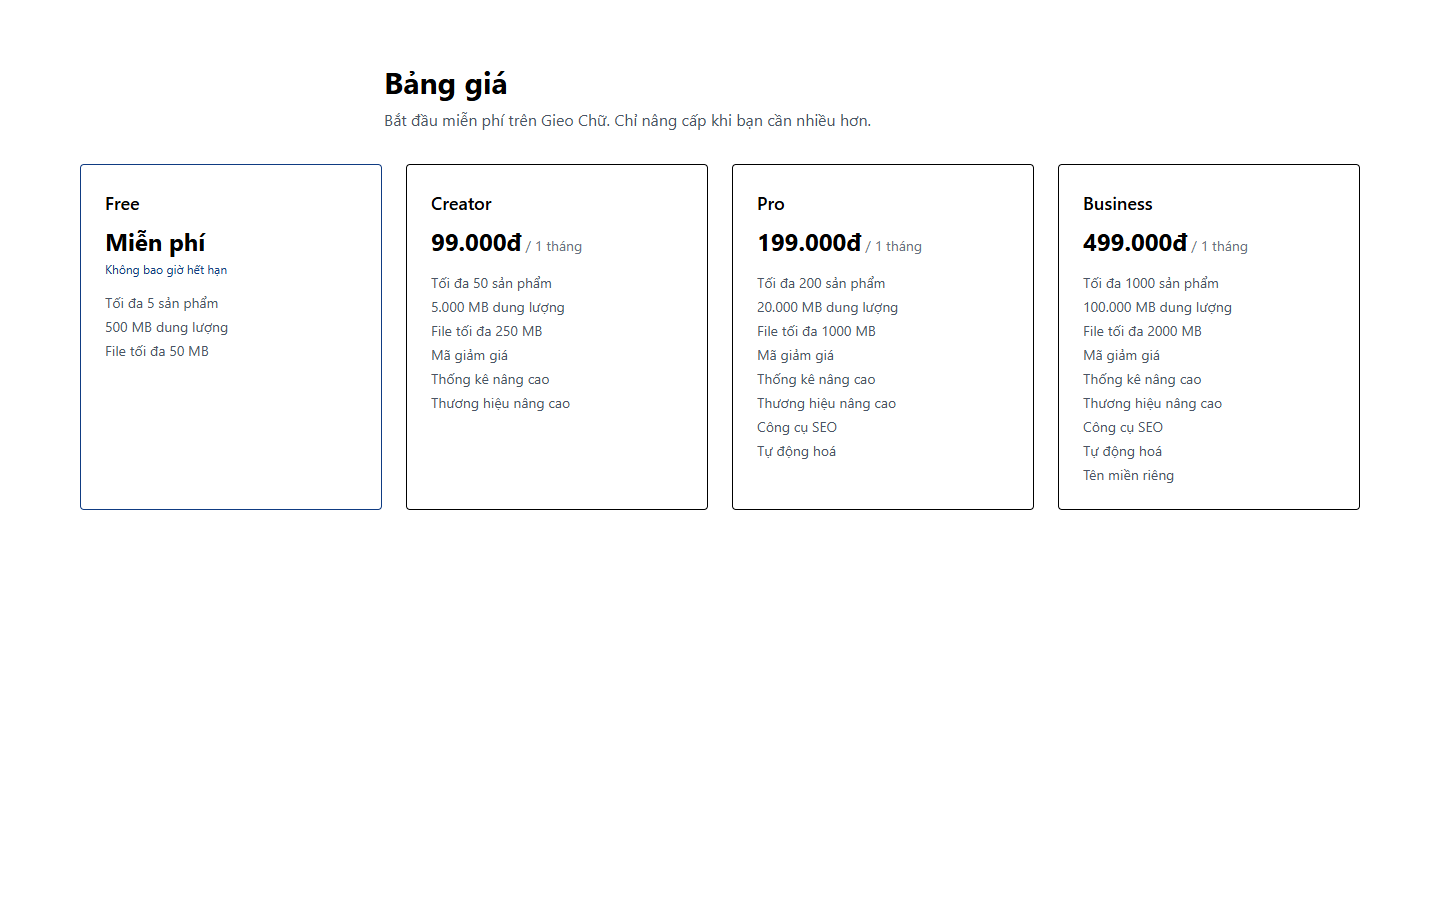 Bảng giá
Bắt đầu miễn phí trên Gieo Chữ. Chỉ nâng cấp khi bạn cần nhiều hơn.
Free
Miễn phí
Không bao giờ hết hạn
Tối đa 5 sản phẩm
500 MB dung lượng
File tối đa 50 MB
Creator
99.000đ / 1 tháng
Tối đa 50 sản phẩm
5.000 MB dung lượng
File tối đa 250 MB
Mã giảm giá
Thống kê nâng cao
Thương hiệu nâng cao
Pro
199.000đ / 1 tháng
Tối đa 200 sản phẩm
20.000 MB dung lượng
File tối đa 1000 MB
Mã giảm giá
Thống kê nâng cao
Thương hiệu nâng cao
Công cụ SEO
Tự động hoá
Business
499.000đ / 1 tháng
Tối đa 1000 sản phẩm
100.000 MB dung lượng
File tối đa 2000 MB
Mã giảm giá
Thống kê nâng cao
Thương hiệu nâng cao
Công cụ SEO
Tự động hoá
Tên miền riêng